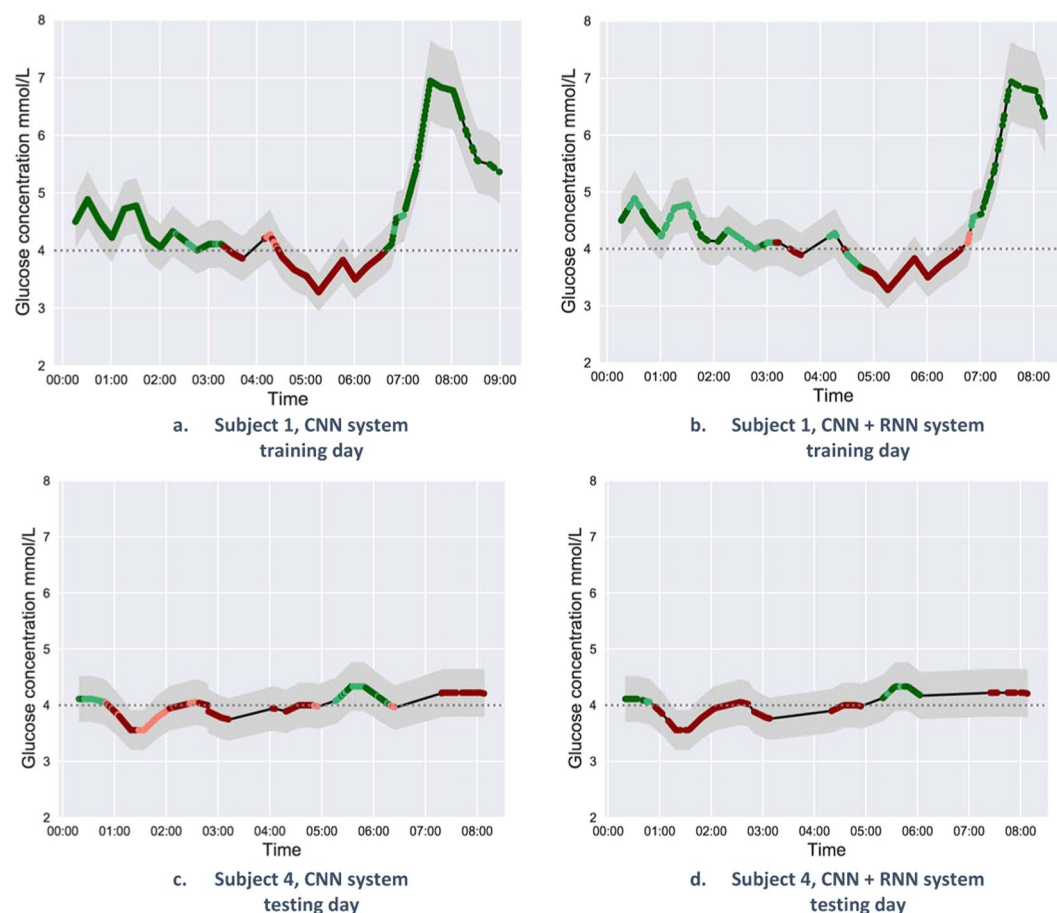 8
7
6
5
4
3
2
Glucose concentration mmol/L
00:00 01:00 02:00 03:00 04:00 05:00 06:00 07:00 08:00 09:00
Time
a. Subject 1, CNN system
training day
8
7
6
5
4
3
2
Glucose concentration mmol/L
00:00 01:00 02:00 03:00 04:00 05:00 06:00 07:00 08:00
Time
b. Subject 1, CNN + RNN system
training day
8
7
6
5
4
3
2
Glucose concentration mmol/L
00:00 01:00 02:00 03:00 04:00 05:00 06:00 07:00 08:00
Time
c. Subject 4, CNN system
testing day
8
7
6
5
4
3
2
Glucose concentration mmol/L
00:00 01:00 02:00 03:00 04:00 05:00 06:00 07:00 08:00
Time
d. Subject 4, CNN + RNN system
testing day